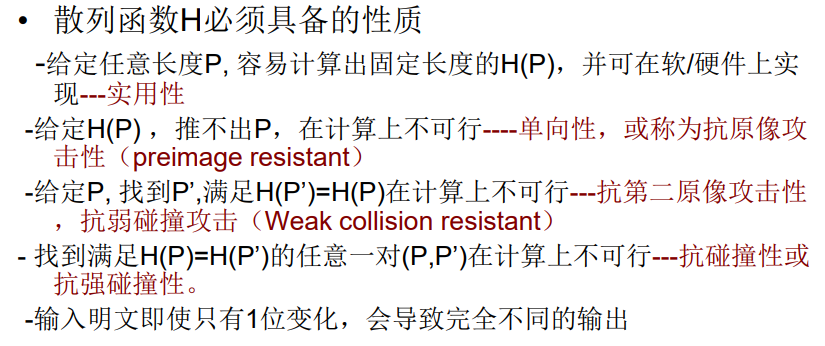 • 散列函数H必须具备的性质
-给定任意长度P, 容易计算出固定长度的H(P)，并可在软/硬件上实
现---实用性
-给定H(P) ，推不出P，在计算上不可行----单向性，或称为抗原像攻
击性（preimage resistant）
-给定P, 找到P’,满足H(P’)=H(P)在计算上不可行---抗第二原像攻击性
，抗弱碰撞攻击（Weak collision resistant）
- 找到满足H(P)=H(P’)的任意一对(P,P’)在计算上不可行---抗碰撞性或
抗强碰撞性。
-输入明文即使只有1位变化，会导致完全不同的输出